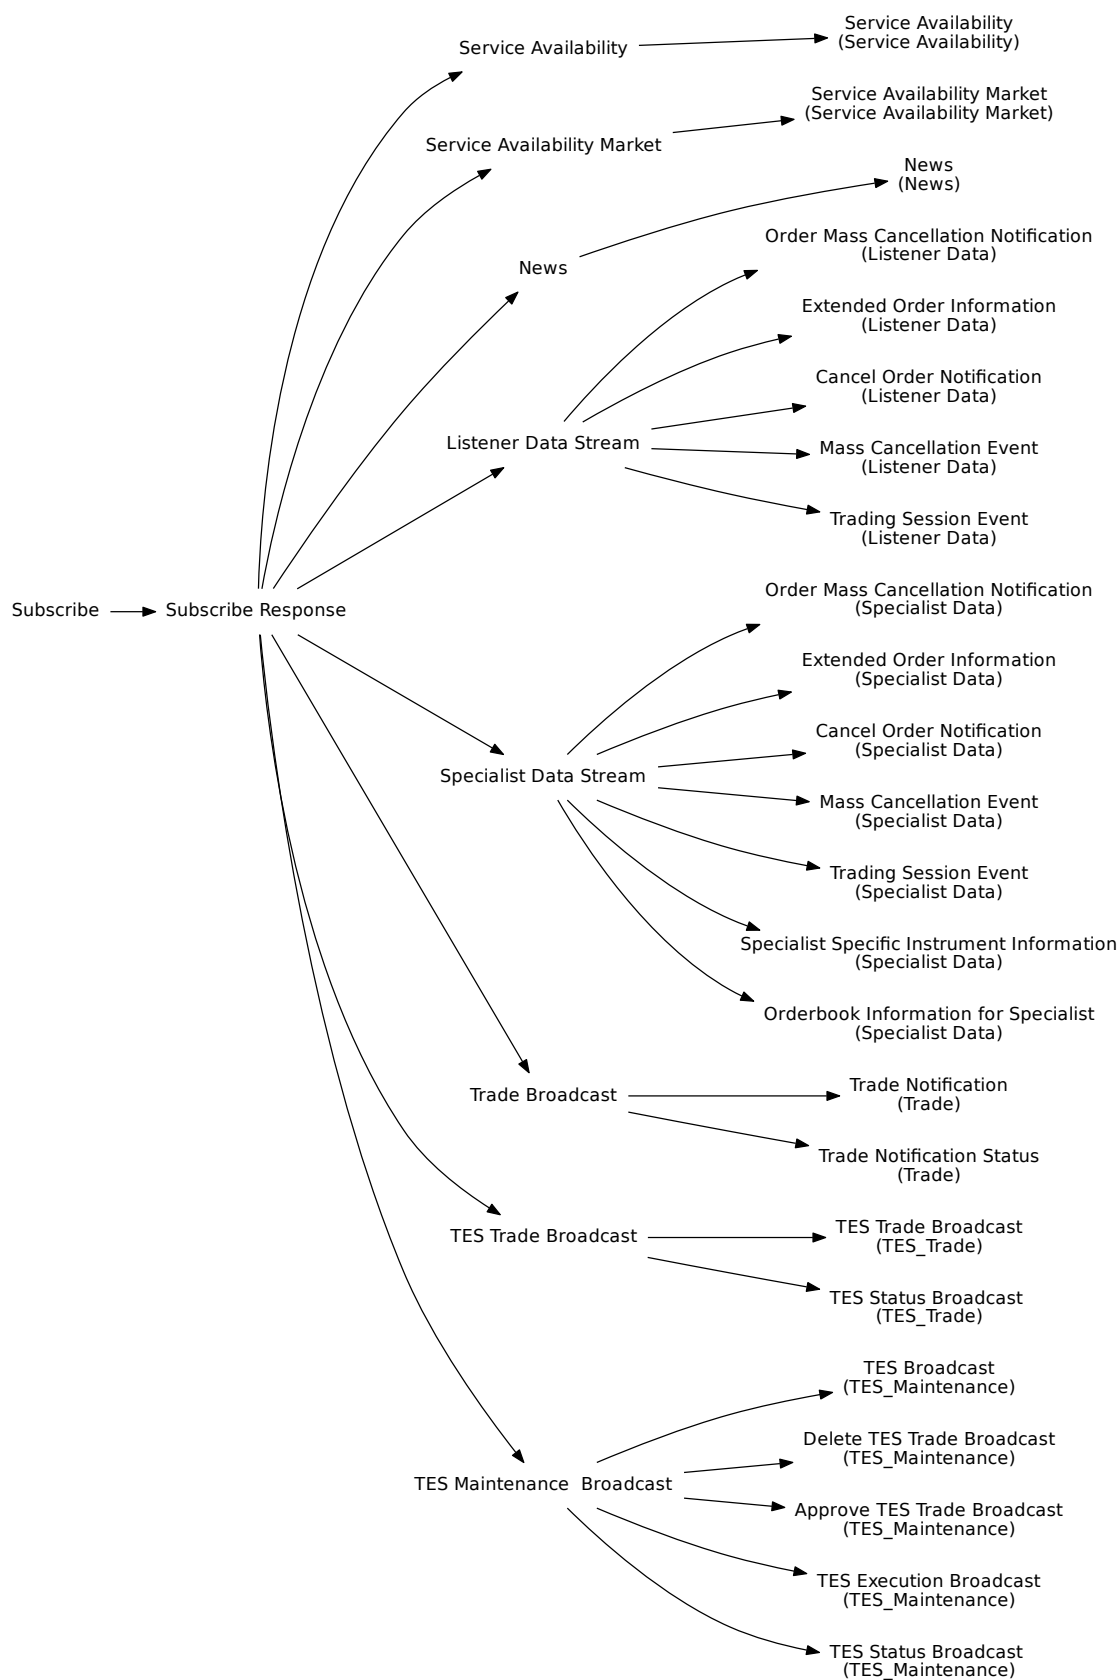 Service Availability
Service Availability
(Service Availability)
Service Availability Market
Service Availability Market
(Service Availability Market)
News
News
(News)
Order Mass Cancellation Notification
(Listener Data)
Extended Order Information
(Listener Data)
Cancel Order Notification
(Listener Data)
Listener Data Stream
Mass Cancellation Event
(Listener Data)
Trading Session Event
(Listener Data)
Subscribe
Subscribe Response
Order Mass Cancellation Notification
(Specialist Data)
Extended Order Information
(Specialist Data)
Cancel Order Notification
(Specialist Data)
Specialist Data Stream
Mass Cancellation Event
(Specialist Data)
Trading Session Event
(Specialist Data)
Specialist Specific Instrument Information
(Specialist Data)
Orderbook Information for Specialist
(Specialist Data)
Trade Broadcast
Trade Notification
(Trade)
Trade Notification Status
(Trade)
TES Trade Broadcast
TES Trade Broadcast
(TES_Trade)
TES Status Broadcast
(TES_Trade)
TES Broadcast
(TES_Maintenance)
Delete TES Trade Broadcast
(TES_Maintenance)
TES Maintenance  Broadcast
Approve TES Trade Broadcast
(TES_Maintenance)
TES Execution Broadcast
(TES_Maintenance)
TES Status Broadcast
(TES_Maintenance)